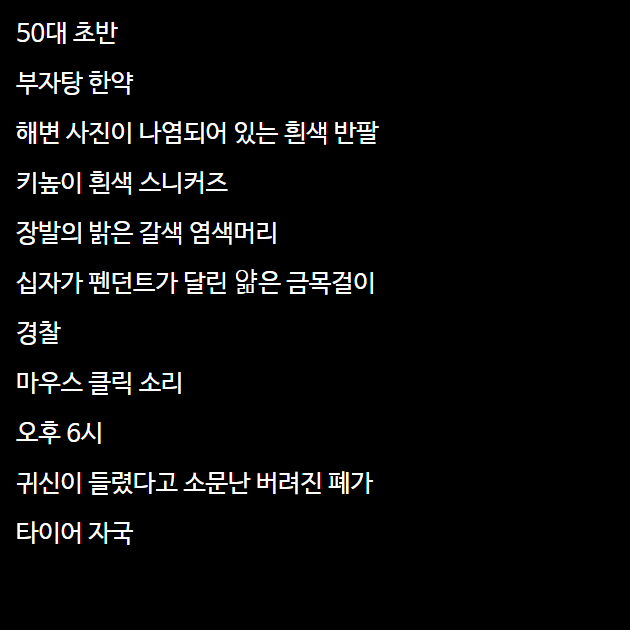 50대 초반
부자탕 한약
해변 사진이 나염되어 있는 흰색 반팔
키높이 흰색 스니커즈
장발의 밝은 갈색 염색머리
십자가 펜던트가 달린 얆은 금목걸이
경찰
마우스 클릭 소리
오후 6시
귀신이 들렸다고 소문난 버려진 폐가
타이어 자국